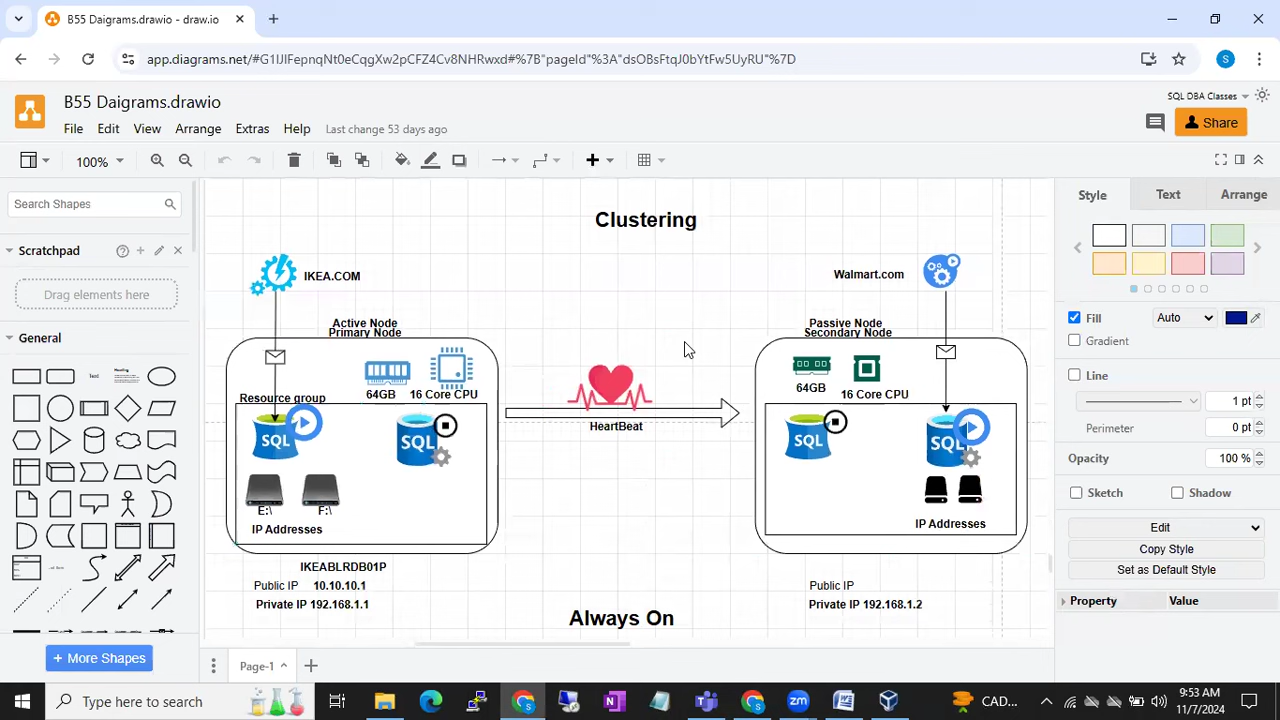 B55 Daigrams.drawio - draw.io
app.diagrams.net/#G1IJIFepnqNt0eCqgXw2pCFZ4Cv8NHRwxd#%7B"pageId"%3A"dsOBsFtqJ0bYtFw5UyRU"%7D
S
B55 Daigrams.drawio
SQL DBA Classes
File Edit View Arrange Extras Help Last change 53 days ago
Share
100%
Search Shapes
Scratchpad
Drag elements here
General
Text
Heading
More Shapes
Clustering
IKEA.COM
Walmart.com
Active Node
Primary Node
Passive Node
Secondary Node
64GB
16 Core CPU
64GB
16 Core CPU
Resource group
SQL
SQL
SQL
SQL
HeartBeat
E:\
F:\
IP Addresses
IP Addresses
IKEABLRDB01P
Public IP 10.10.10.1
Private IP 192.168.1.1
Public IP
Private IP 192.168.1.2
Always On
Page-1
Style Text Arrange
Fill Auto
Gradient
Line
1 pt
Perimeter 0 pt
Opacity 100 %
Sketch Shadow
Edit
Copy Style
Set as Default Style
Property Value
Type here to search
CAD...
9:53 AM
11/7/2024